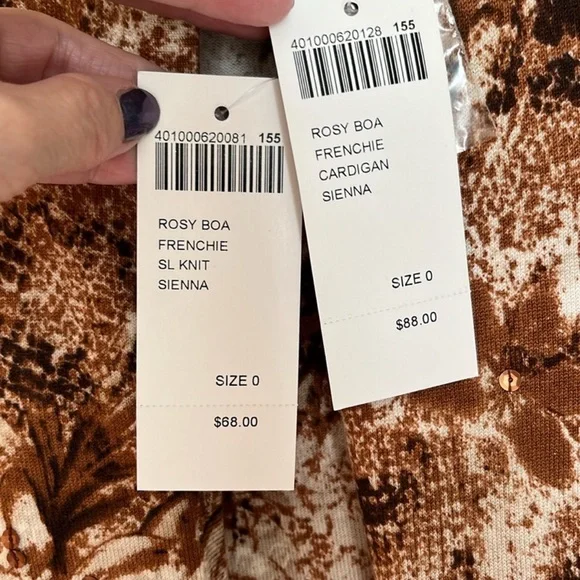 401000620081 155
ROSY BOA
FRENCHIE
SL KNIT
SIENNA
SIZE 0
$68.00
401000620128 155
ROSY BOA
FRENCHIE
CARDIGAN
SIENNA
SIZE 0
$88.00